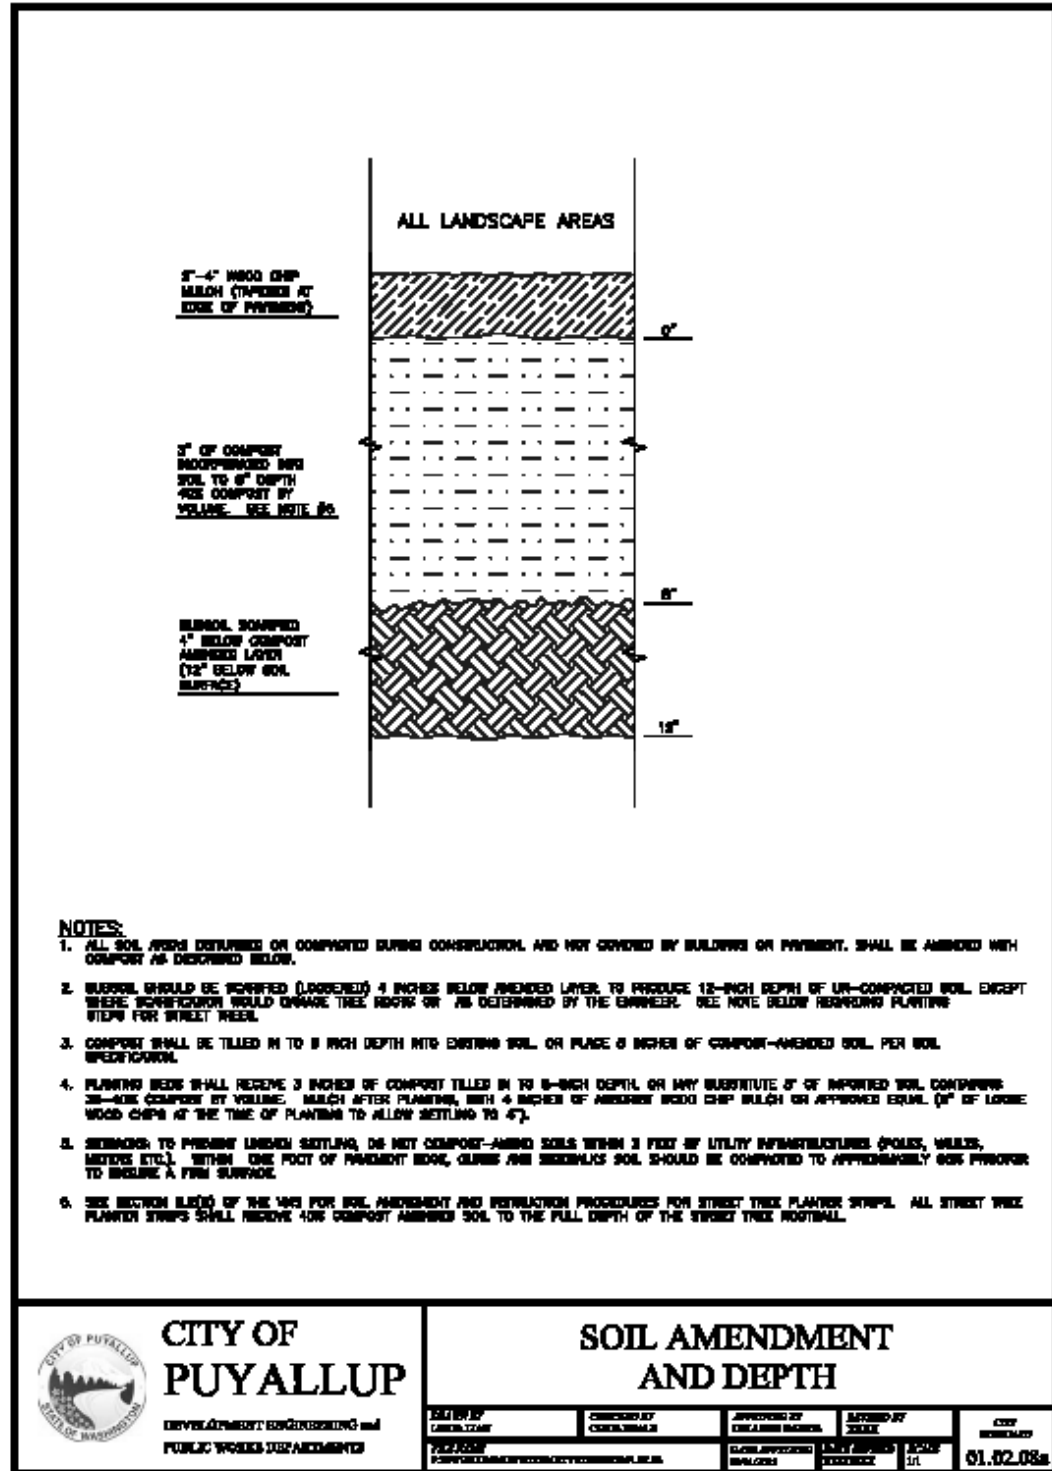 ALL LANDSCAPE AREAS
WOOD CHIP
MULCH (TAPERED AT
EDGE OF PAVEMENT)
0"
3" OF COMPOST
INCORPORATED INTO
SOIL TO 8" DEPTH
40% COMPOST BY
VOLUME. SEE NOTE
8"
SUBSOIL SCARIFIED
4" BELOW COMPOST
AMENDED LAYER
(12" BELOW SOIL
SURFACE)
12"
NOTES:
1. ALL SOIL AREAS DISTURBED OR COMPACTED DURING CONSTRUCTION, AND NOT COVERED BY BUILDINGS OR PAVEMENT, SHALL BE AMENDED WITH
COMPOST AS DESCRIBED BELOW.
2. SUBSOIL SHOULD BE SCARIFIED (LOOSENED) 4 INCHES BELOW AMENDED LAYER, TO PRODUCE 12-INCH DEPTH OF UN-COMPACTED SOIL, EXCEPT
WHERE SCARIFICATION WOULD DAMAGE TREE ROOTS OR AS DETERMINED BY THE ENGINEER. SEE NOTE BELOW REGARDING PLANTING
STEPS FOR STREET TREES.
3. COMPOST SHALL BE TILLED IN TO 8 INCH DEPTH INTO EXISTING SOIL, OR PLACE 8 INCHES OF COMPOST-AMENDED SOIL, PER SOIL
SPECIFICATION.
4. PLANTING BEDS SHALL RECEIVE 3 INCHES OF COMPOST TILLED IN TO 8-INCH DEPTH, OR MAY SUBSTITUTE 8" OF IMPORTED SOIL CONTAINING
COMPOST BY VOLUME. MULCH AFTER PLANTING, WITH 4 INCHES OF ARBORIST WOOD CHIP MULCH OR APPROVED EQUAL OF LOOSE
WOOD CHIPS AT THE TIME OF PLANTING TO ALLOW SETTLING TO 4").
5. SETBACKS: TO PREVENT UNEVEN SETTLING, DO NOT COMPOST-AMEND SOILS WITHIN 3 FEET OF UTILITY INFRASTRUCTURES (POLES, VAULTS,
METERS ETC.). WITHIN ONE FOOT OF PAVEMENT EDGE, CURBS AND SIDEWALKS SOIL SHOULD BE COMPACTED TO APPROXIMATELY PROCTOR
TO ENSURE A FIRM SURFACE.
6. SEE SECTION OF THE VMS FOR SOIL AMENDMENT AND PROCEDURES FOR STREET TREE PLANTER STRIPS. ALL STREET TREE
PLANTER STRIPS SHALL RECEIVE 40% COMPOST AMENDED SOIL TO THE FULL DEPTH OF THE STREET TREE ROOTBALL.
CITY OF PUYALLUP
STATE OF WASHINGTON
CITY OF
PUYALLUP
DEVELOPMENT ENGINEERING and
PUBLIC WORKS DEPARTMENTS
SOIL AMENDMENT
AND DEPTH
CITY
STANDARD
01.02.08a
SCALE
1:1